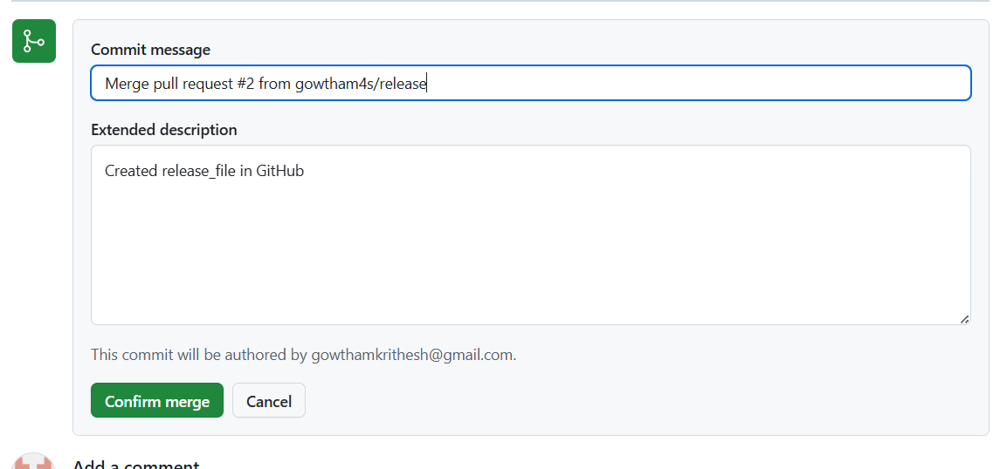 Commit message
Merge pull request #2 from gowtham4s/release
Extended description
Created release_file in GitHub
This commit will be authored by gowthamkrithesh@gmail.com.
Confirm merge Cancel
Add a comment